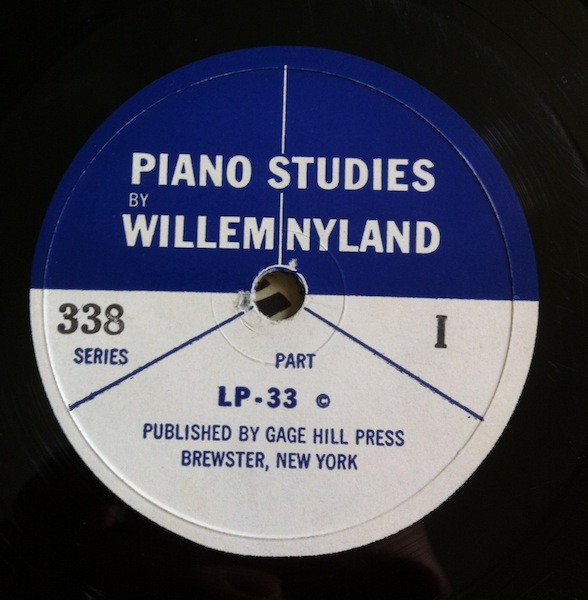 PIANO STUDIES
BY
WILLEM NYLAND
338 I
SERIES PART
LP-33 ©
PUBLISHED BY GAGE HILL PRESS
BREWSTER, NEW YORK